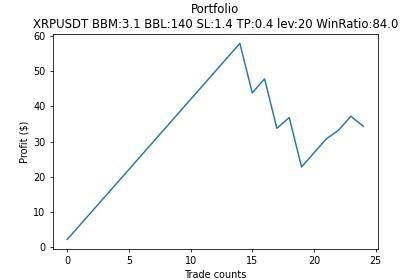 Portfolio
XRPUSDT BBM:3.1 BBL:140 SL:1.4 TP:0.4 lev:20 WinRatio:84.0
60
50
40
30
20
10
0
Profit ($)
0 5 10 15 20 25
Trade counts